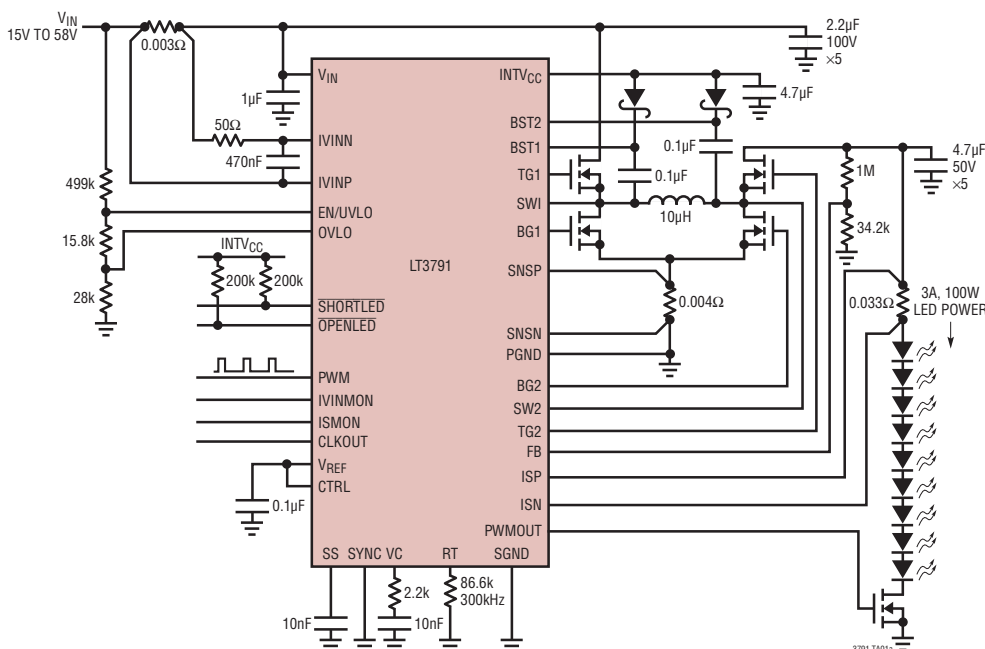 VIN
15V TO 58V
0.003Ω
2.2µF
100V
×5
1µF
VIN
INTVCC
4.7µF
50Ω
IVINN
470nF
IVINP
BST2
BST1
0.1µF
0.1µF
TG1
SWI
10µH
BG1
4.7µF
50V
×5
1M
34.2k
499k
EN/UVLO
15.8k
OVLO
28k
INTVCC
200k
200k
SHORTLED
OPENLED
LT3791
SNSP
0.004Ω
SNSN
PGND
0.033Ω
3A, 100W
LED POWER
PWM
IVINMON
ISMON
CLKOUT
VREF
CTRL
0.1µF
BG2
SW2
TG2
FB
ISP
ISN
PWMOUT
SS
SYNC
VC
RT
SGND
2.2k
86.6k
300kHz
10nF
10nF
3791 TA01a